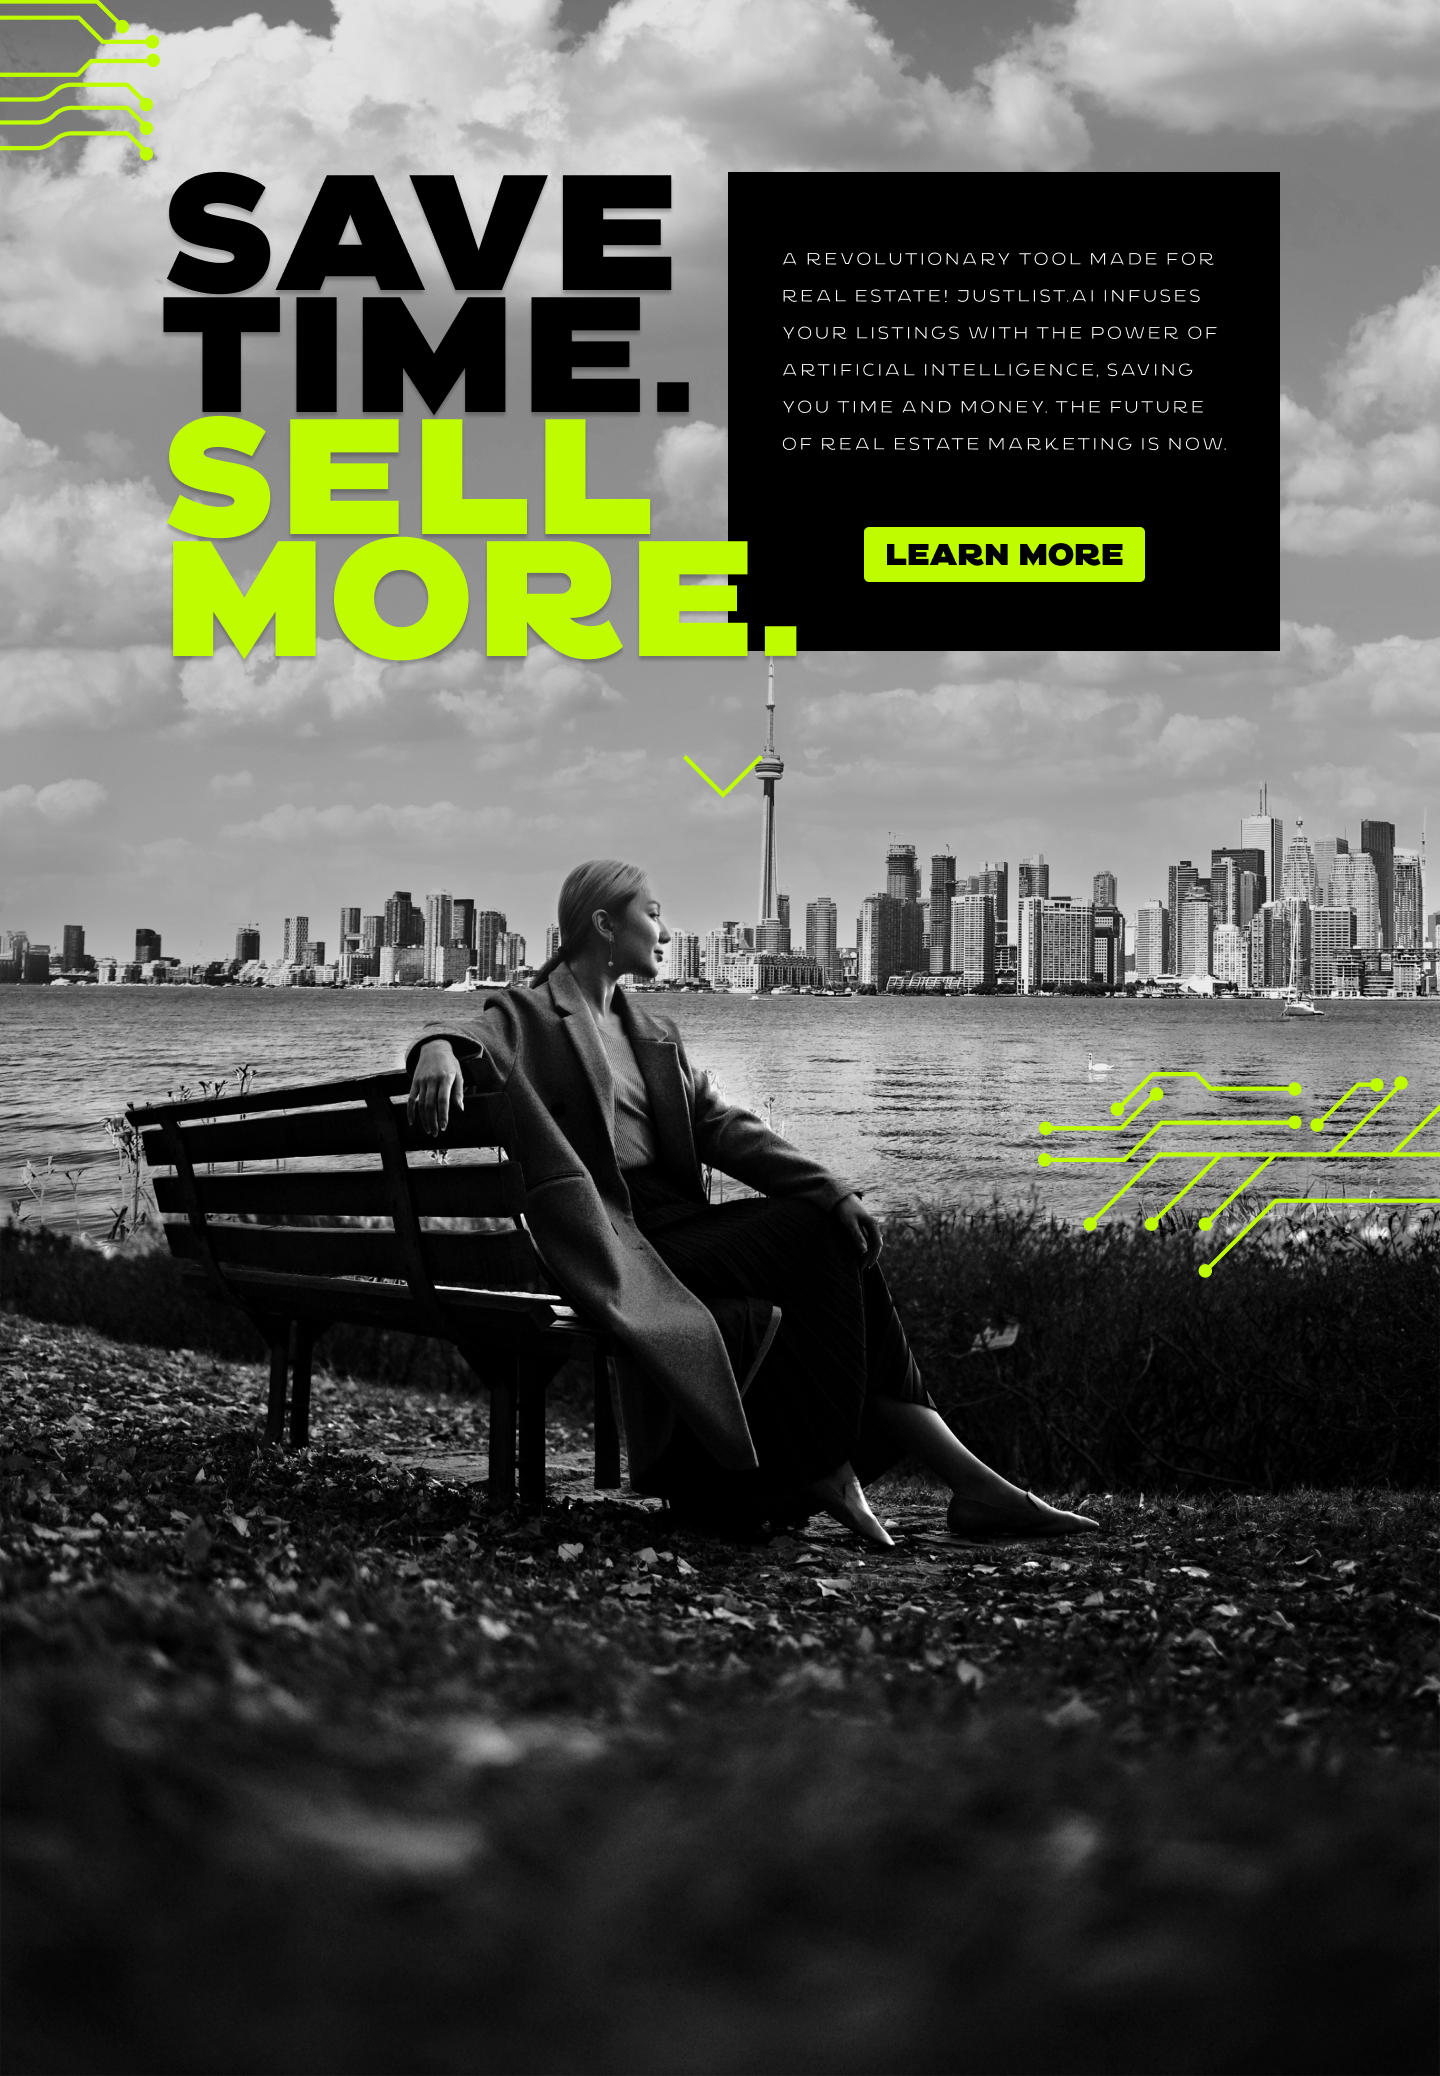 SAVE
TIME.
SELL
MORE.
A REVOLUTIONARY TOOL MADE FOR
REAL ESTATE! JUSTLIST.AI INFUSES
YOUR LISTINGS WITH THE POWER OF
ARTIFICIAL INTELLIGENCE, SAVING
YOU TIME AND MONEY. THE FUTURE
OF REAL ESTATE MARKETING IS NOW.
LEARN MORE